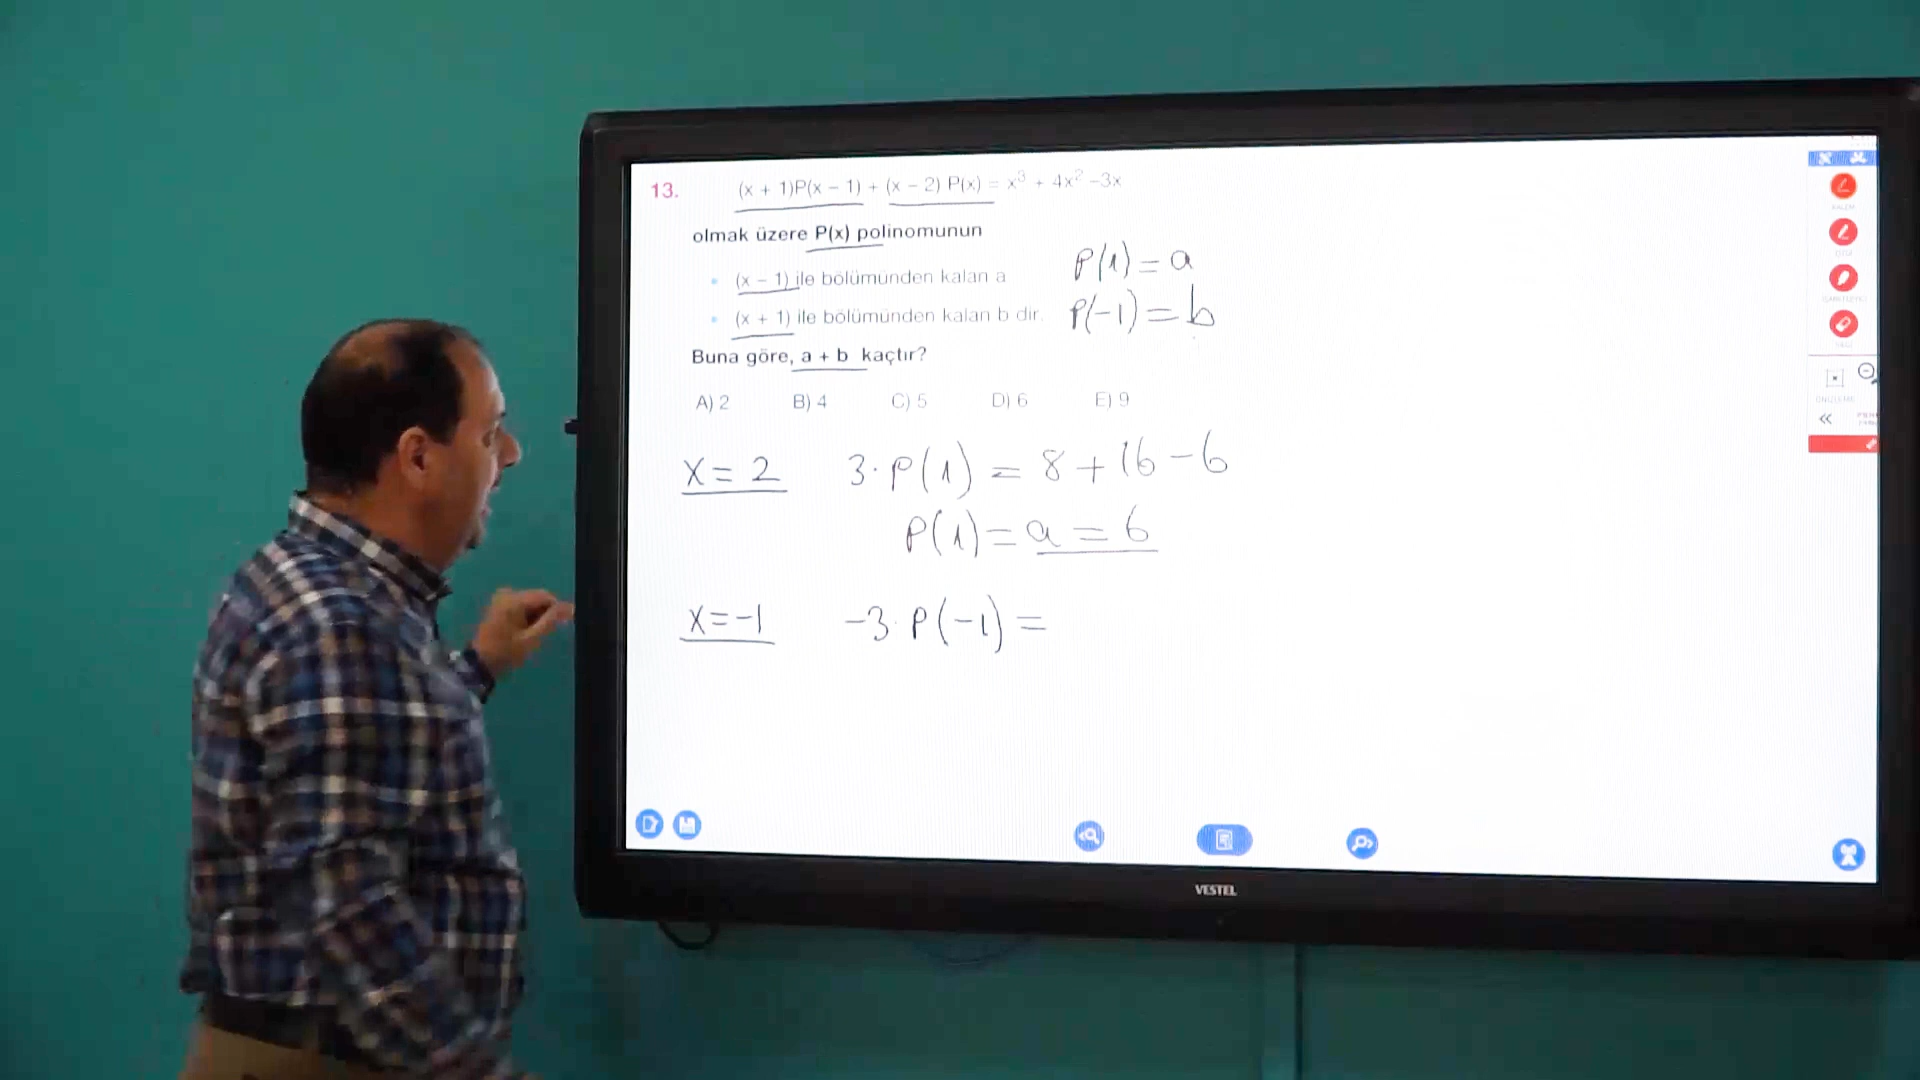 13. (x + 1)P(x − 1) + (x − 2) P(x) = x³ + 4x² −3x
olmak üzere P(x) polinomunun
• (x − 1) ile bölümünden kalan a
P(1) = a
• (x + 1) ile bölümünden kalan b dir.
P(-1) = b
Buna göre, a + b kaçtır?
A) 2 B) 4 C) 5 D) 6 E) 9
x = 2 3· P(1) = 8 + 16 - 6
P(1) = a = 6
x = -1 -3· P(-1) =
VESTEL